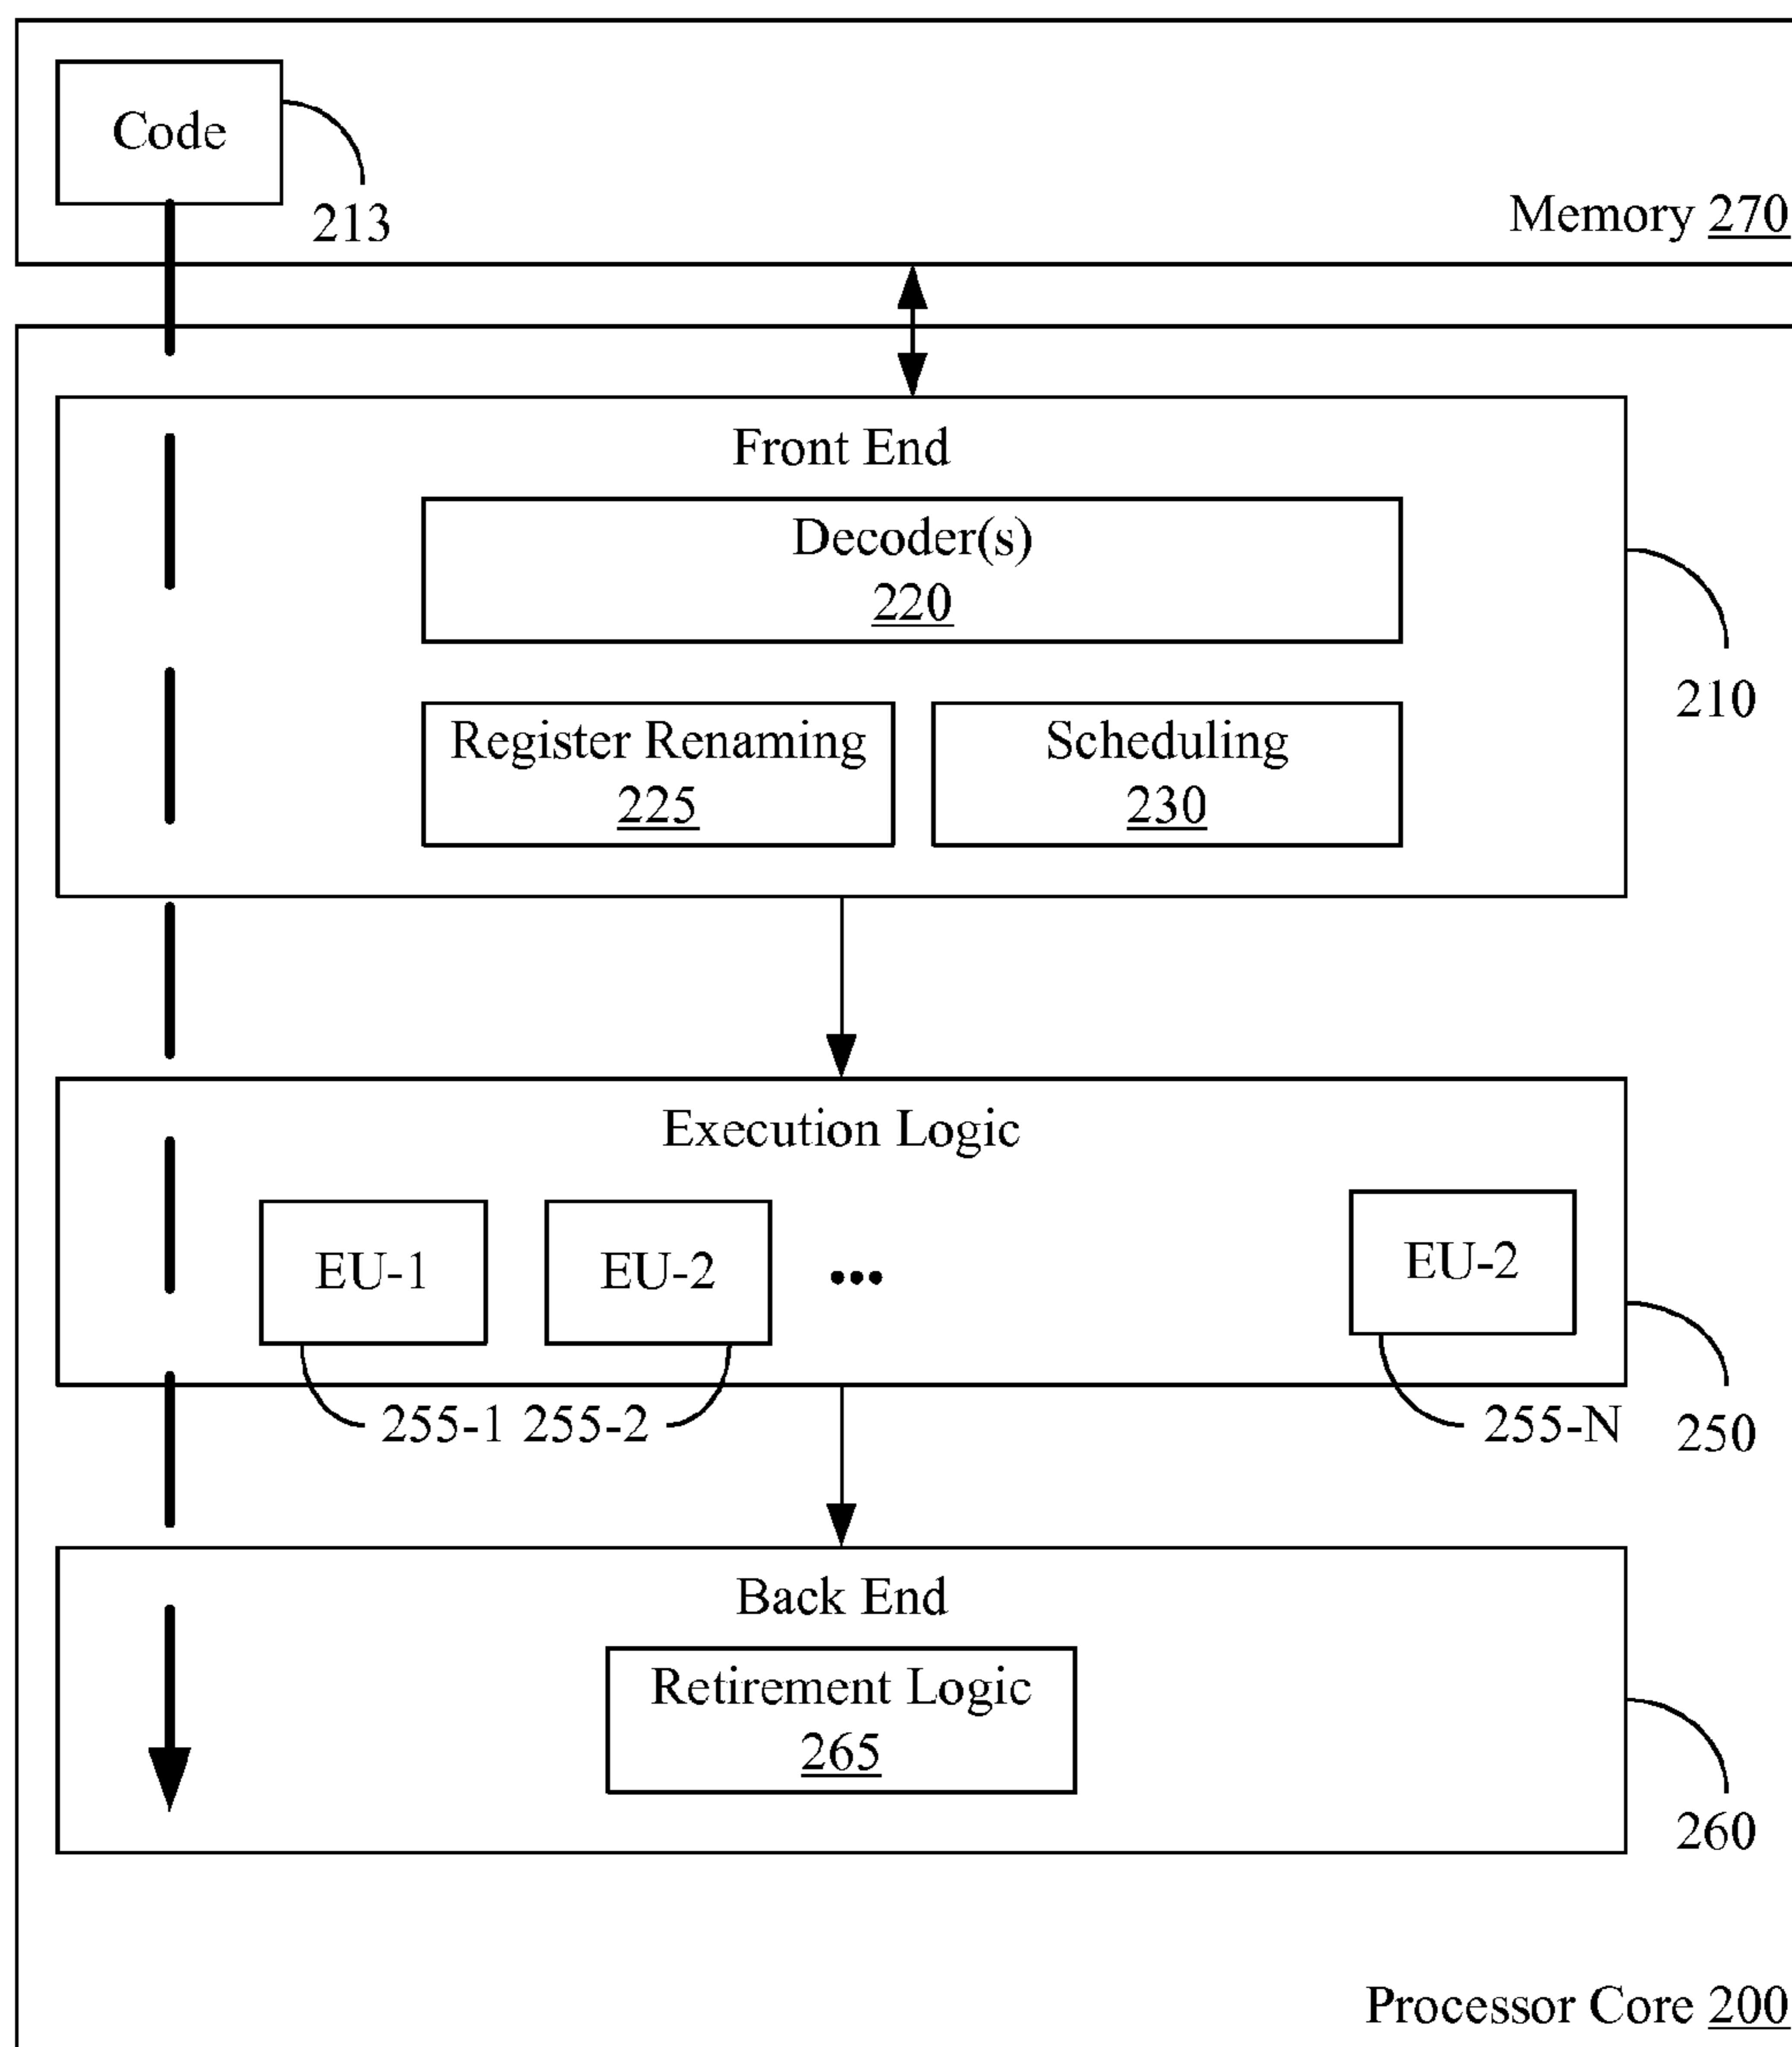 Code
213
Memory 270
Front End
Decoder(s)
220
210
Register Renaming
225
Scheduling
230
Execution Logic
EU-1
EU-2
•••
EU-2
255-1 255-2
255-N
250
Back End
Retirement Logic
265
260
Processor Core 200